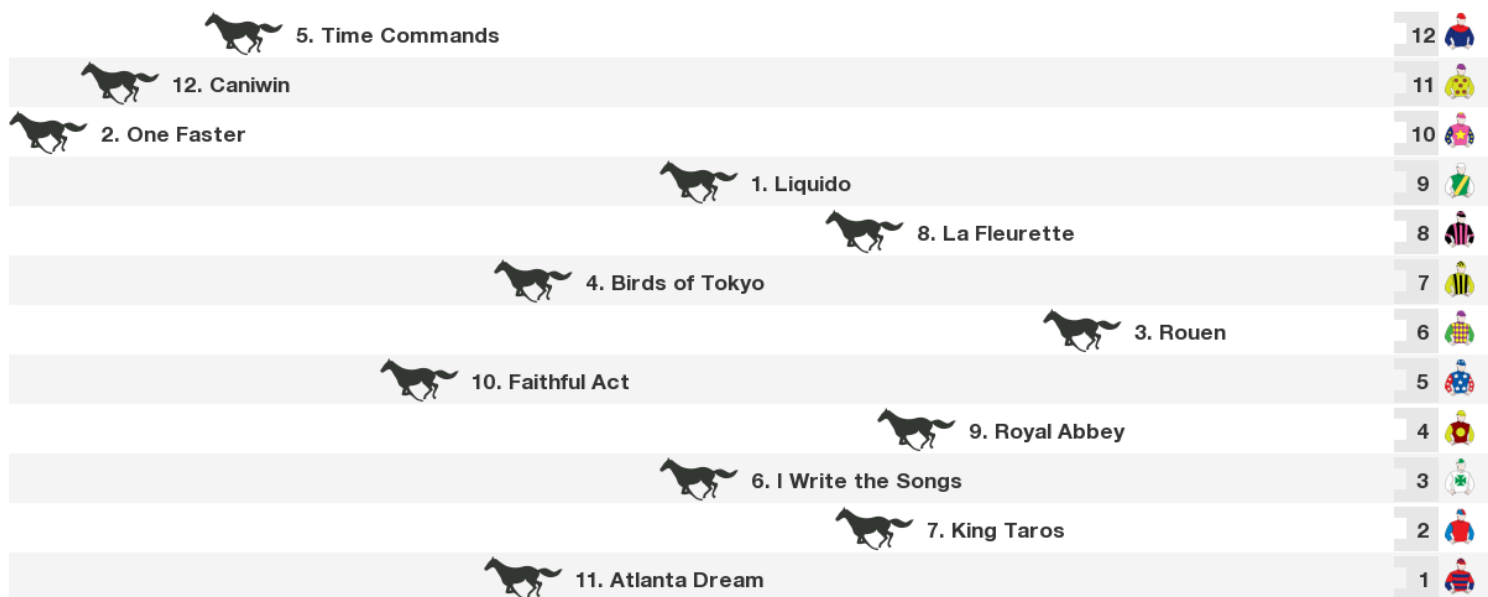 5. Time Commands 12
12. Caniwin 11
2. One Faster 10
1. Liquido 9
8. La Fleurette 8
4. Birds of Tokyo 7
3. Rouen 6
10. Faithful Act 5
9. Royal Abbey 4
6. I Write the Songs 3
7. King Taros 2
11. Atlanta Dream 1